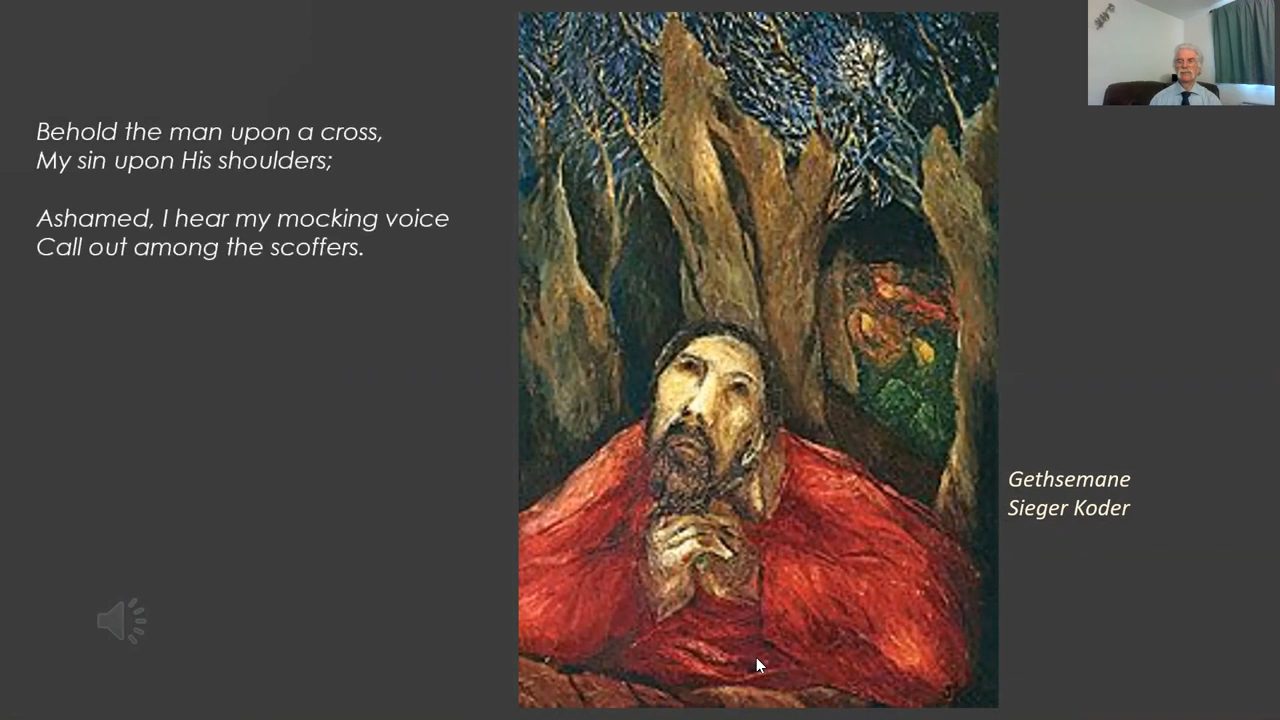 Behold the man upon a cross,
My sin upon His shoulders;
Ashamed, I hear my mocking voice
Call out among the scoffers.
Gethsemane
Sieger Koder